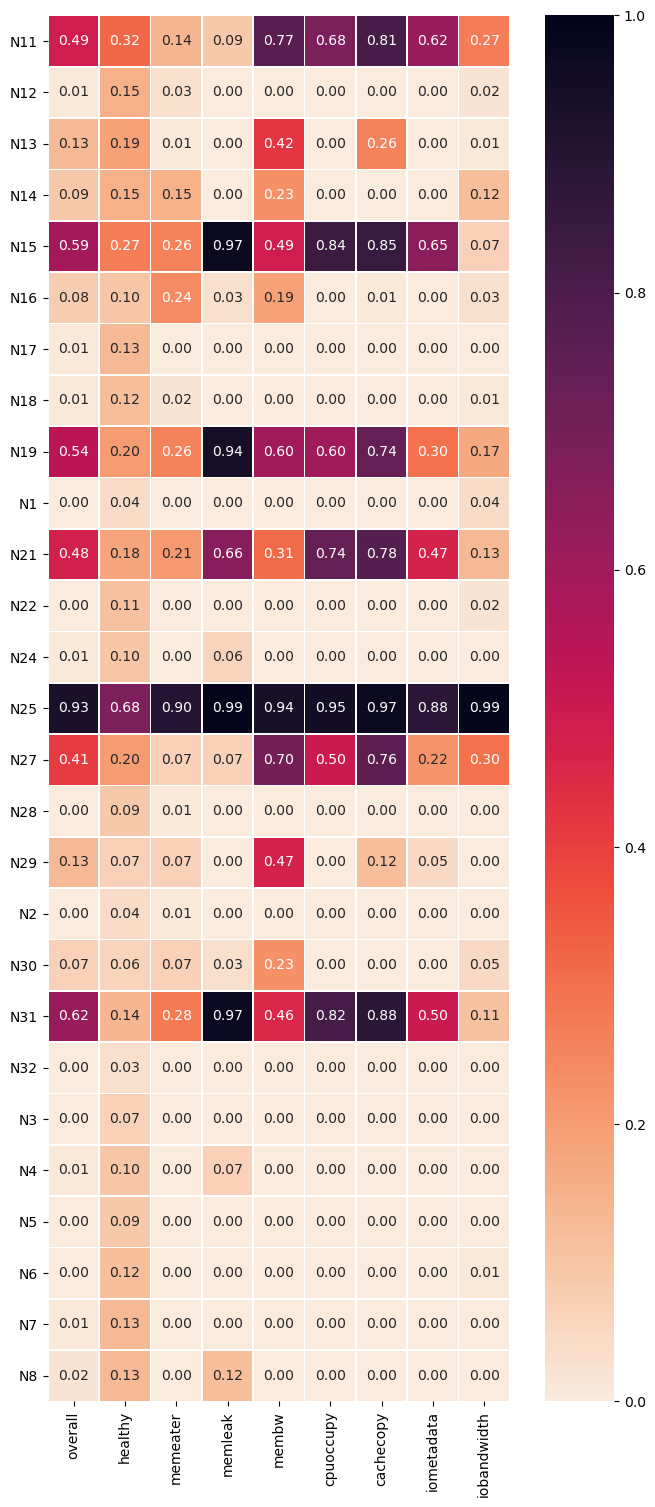 N11 0.49 0.32 0.14 0.09 0.77 0.68 0.81 0.62 0.27
N12 0.01 0.15 0.03 0.00 0.00 0.00 0.00 0.00 0.02
N13 0.13 0.19 0.01 0.00 0.42 0.00 0.26 0.00 0.01
N14 0.09 0.15 0.15 0.00 0.23 0.00 0.00 0.00 0.12
N15 0.59 0.27 0.26 0.97 0.49 0.84 0.85 0.65 0.07
N16 0.08 0.10 0.24 0.03 0.19 0.00 0.01 0.00 0.03
N17 0.01 0.13 0.00 0.00 0.00 0.00 0.00 0.00 0.00
N18 0.01 0.12 0.02 0.00 0.00 0.00 0.00 0.00 0.01
N19 0.54 0.20 0.26 0.94 0.60 0.60 0.74 0.30 0.17
N1 0.00 0.04 0.00 0.00 0.00 0.00 0.00 0.00 0.04
N21 0.48 0.18 0.21 0.66 0.31 0.74 0.78 0.47 0.13
N22 0.00 0.11 0.00 0.00 0.00 0.00 0.00 0.00 0.02
N24 0.01 0.10 0.00 0.06 0.00 0.00 0.00 0.00 0.00
N25 0.93 0.68 0.90 0.99 0.94 0.95 0.97 0.88 0.99
N27 0.41 0.20 0.07 0.07 0.70 0.50 0.76 0.22 0.30
N28 0.00 0.09 0.01 0.00 0.00 0.00 0.00 0.00 0.00
N29 0.13 0.07 0.07 0.00 0.47 0.00 0.12 0.05 0.00
N2 0.00 0.04 0.01 0.00 0.00 0.00 0.00 0.00 0.00
N30 0.07 0.06 0.07 0.03 0.23 0.00 0.00 0.00 0.05
N31 0.62 0.14 0.28 0.97 0.46 0.82 0.88 0.50 0.11
N32 0.00 0.03 0.00 0.00 0.00 0.00 0.00 0.00 0.00
N3 0.00 0.07 0.00 0.00 0.00 0.00 0.00 0.00 0.00
N4 0.01 0.10 0.00 0.07 0.00 0.00 0.00 0.00 0.00
N5 0.00 0.09 0.00 0.00 0.00 0.00 0.00 0.00 0.00
N6 0.00 0.12 0.00 0.00 0.00 0.00 0.00 0.00 0.01
N7 0.01 0.13 0.00 0.00 0.00 0.00 0.00 0.00 0.00
N8 0.02 0.13 0.00 0.12 0.00 0.00 0.00 0.00 0.00
overall healthy memeater memleak membw cpuoccupy cachecopy iometadata iobandwidth
1.0
0.8
0.6
0.4
0.2
0.0